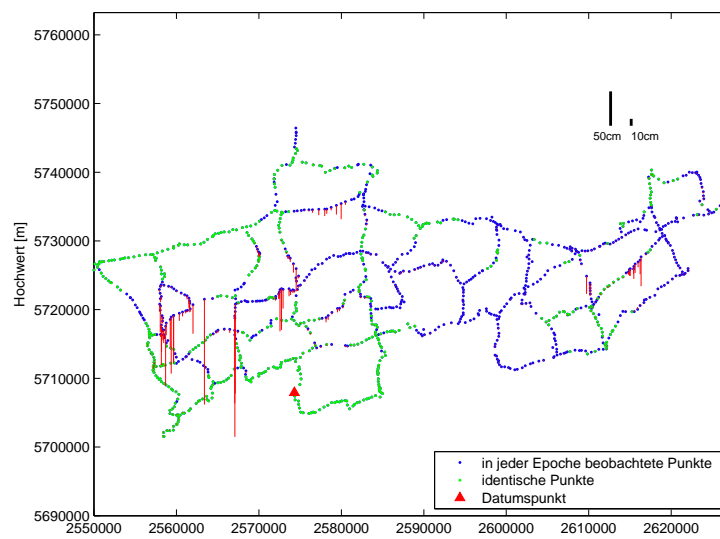 5760000
5750000
5740000
5730000
5720000
5710000
5700000
5690000
Hochwert [m]
50cm 10cm
in jeder Epoche beobachtete Punkte
identische Punkte
Datumspunkt
2550000 2560000 2570000 2580000 2590000 2600000 2610000 2620000